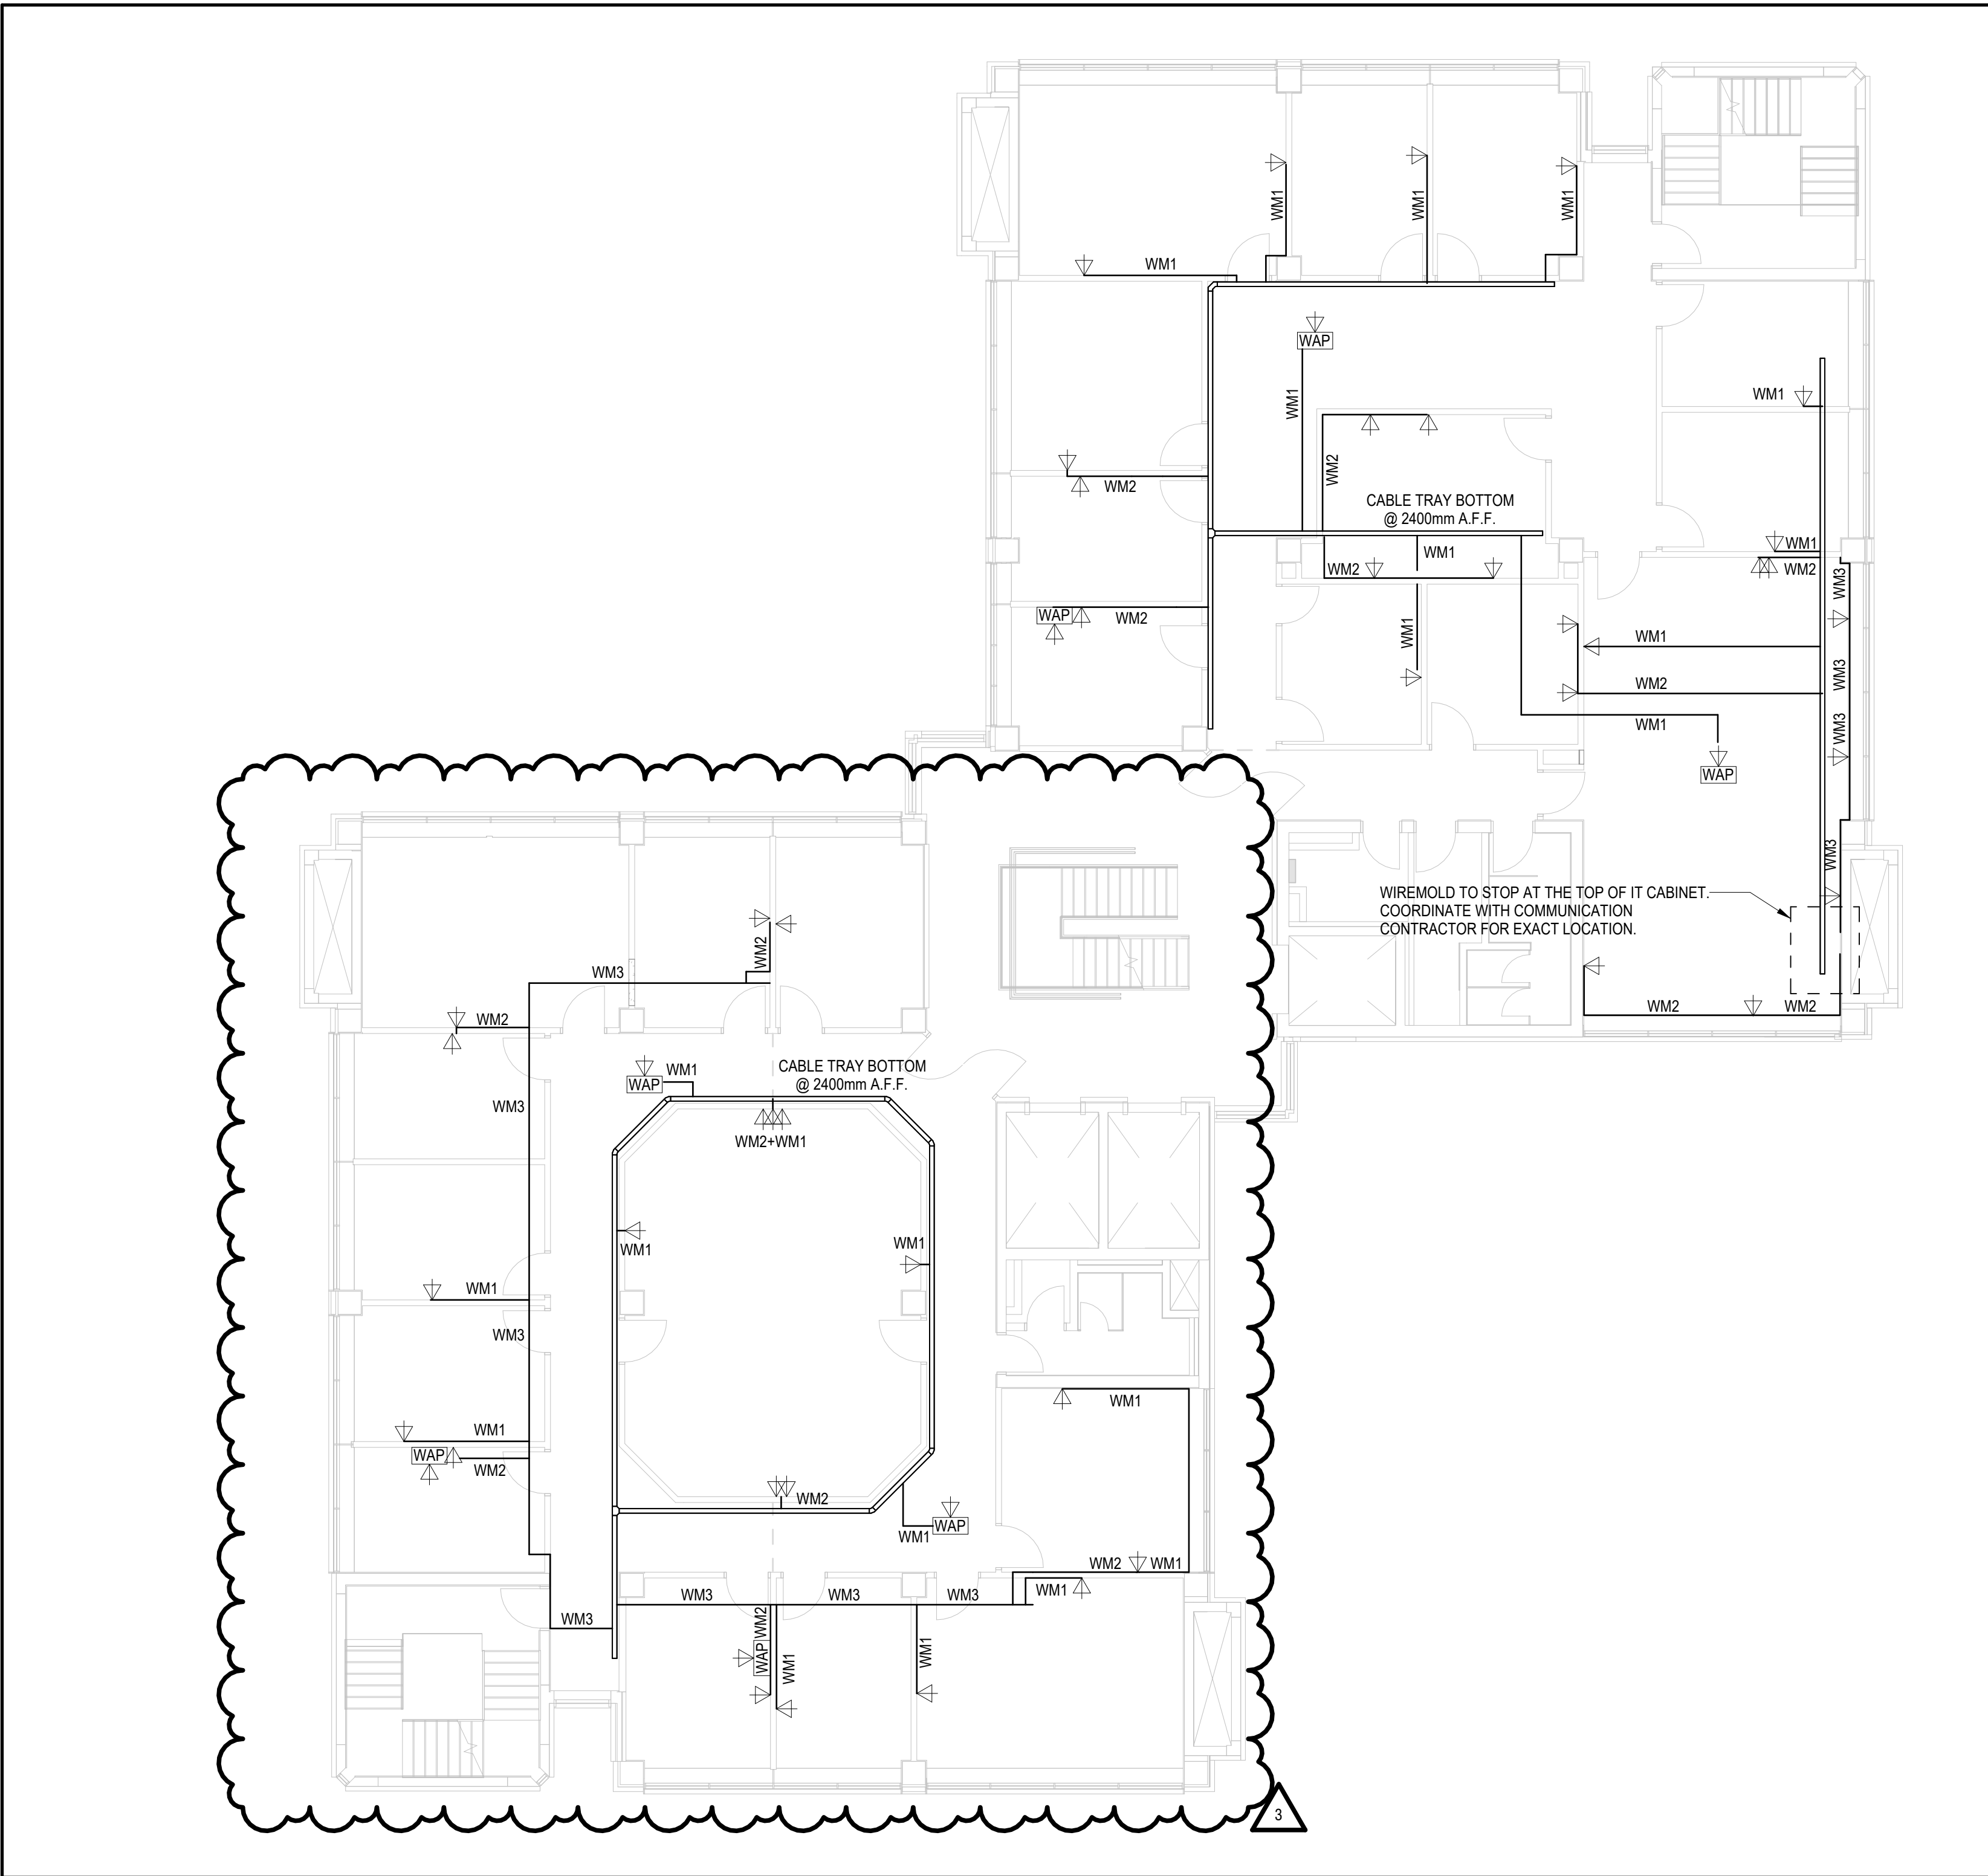 WM1
WM1
WM1
WM1
WAP
WM1
WM1
WM2
WM2
CABLE TRAY BOTTOM
@ 2400mm A.F.F.
WM1
WM1
WM2
WM2
WM3
WAP
WM2
WM1
WM1
WM3
WM2
WM3
WM1
WM3
WAP
WM3
WIREMOLD TO STOP AT THE TOP OF IT CABINET.
COORDINATE WITH COMMUNICATION
CONTRACTOR FOR EXACT LOCATION.
WM2
WM2
WM2
WM3
WM2
WM1
WAP
CABLE TRAY BOTTOM
@ 2400mm A.F.F.
WM3
WM2+WM1
WM1
WM1
WM1
WM3
WM1
WM1
WAP
WM2
WM2
WM1
WAP
WM2
WM1
WM1
WM3
WM3
WM3
WM3
WM2
WAP
WM1
WM1
3